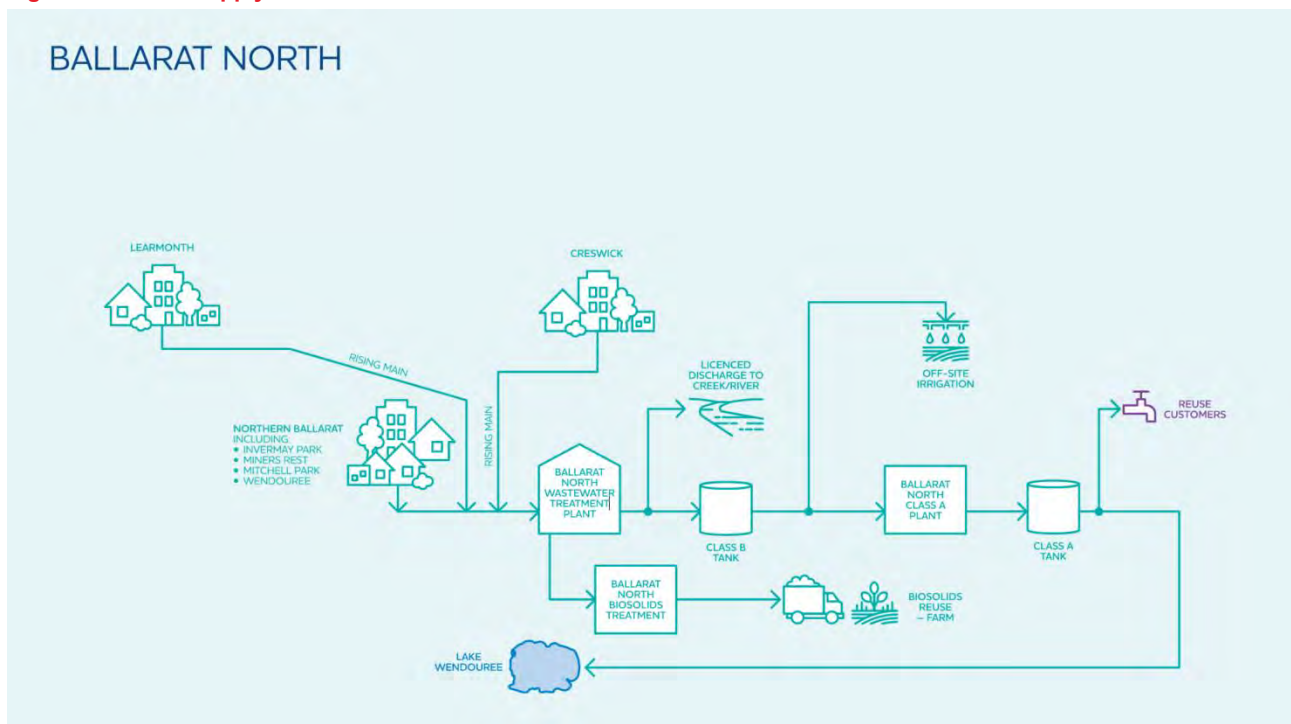 BALLARAT NORTH
LEARMONTH
CRESWICK
RISING MAIN
RISING MAIN
NORTHERN BALLARAT
INCLUDING
• INVERMAY PARK
• MINERS REST
• MITCHELL PARK
• WENDOUREE
LICENCED
DISCHARGE TO
CREEK/RIVER
OFF-SITE
IRRIGATION
REUSE
CUSTOMERS
BALLARAT
NORTH
WASTEWATER
TREATMENT
PLANT
CLASS B
TANK
BALLARAT
NORTH
CLASS A
PLANT
CLASS A
TANK
BALLARAT
NORTH
BIOSOLIDS
TREATMENT
BIOSOLIDS
REUSE
– FARM
LAKE
WENDOUREE